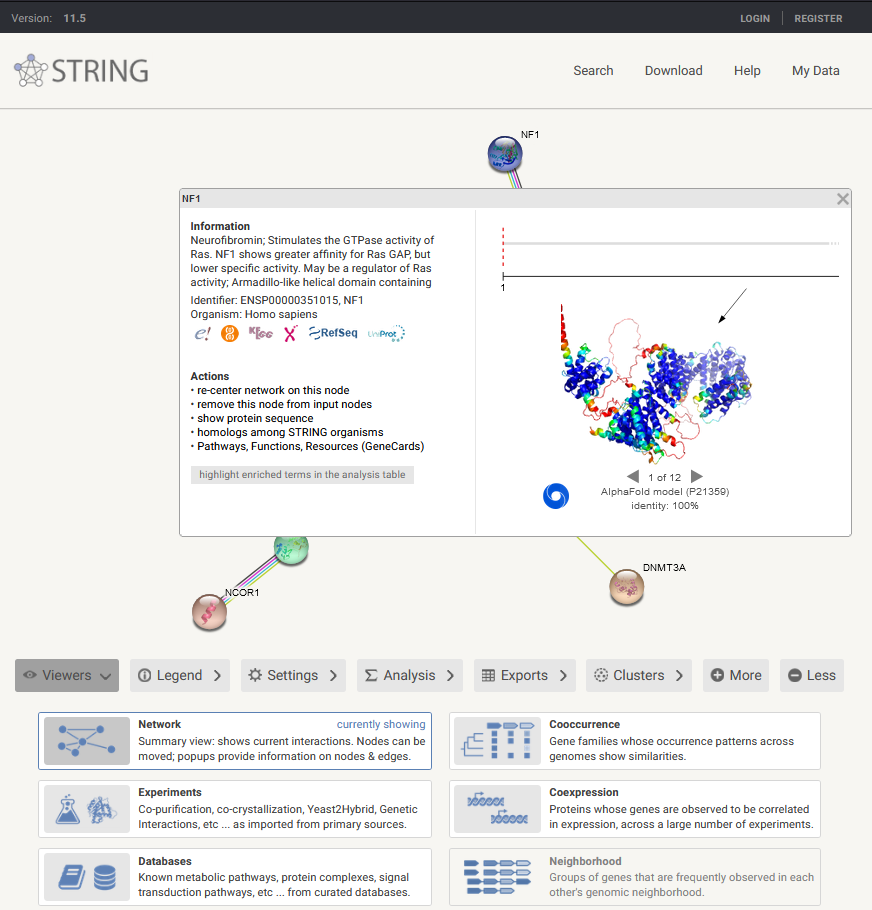 Version: 11.5
LOGIN
REGISTER
STRING
Search
Download
Help
My Data
NF1
NF1
Information
Neurofibromin; Stimulates the GTPase activity of
Ras. NF1 shows greater affinity for Ras GAP, but
lower specific activity. May be a regulator of Ras
activity; Armadillo-like helical domain containing
Identifier: ENSP00000351015, NF1
Organism: Homo sapiens
e!
RefSeq
UniProt
1
Actions
· re-center network on this node
· remove this node from input nodes
· show protein sequence
· homologs among STRING organisms
· Pathways, Functions, Resources (GeneCards)
highlight enriched terms in the analysis table
1 of 12
AlphaFold model (P21359)
identity: 100%
DNMT3A
NCOR1
Viewers
Legend
Settings
Analysis
Exports
Clusters
More
Less
Network
currently showing
Summary view: shows current interactions. Nodes can be
moved; popups provide information on nodes & edges.
Cooccurrence
Gene families whose occurrence patterns across
genomes show similarities.
Experiments
Co-purification, co-crystallization, Yeast2Hybrid, Genetic
Interactions, etc ... as imported from primary sources.
Coexpression
Proteins whose genes are observed to be correlated
in expression, across a large number of experiments.
Databases
Known metabolic pathways, protein complexes, signal
transduction pathways, etc ... from curated databases.
Neighborhood
Groups of genes that are frequently observed in each
other's genomic neighborhood.